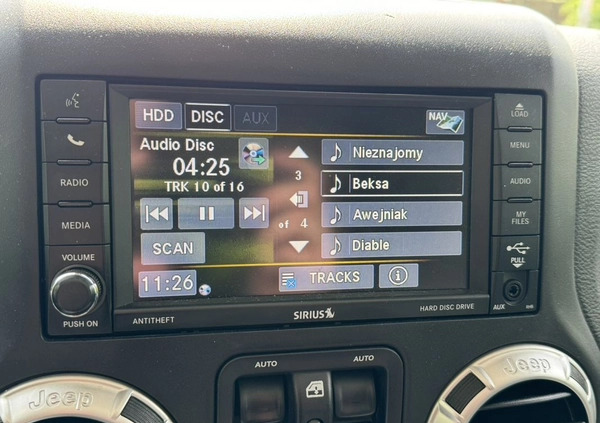 HDD DISC AUX NAV
LOAD
Audio Disc
04:25
TRK 10 of 16
3
of 4
Nieznajomy
Beksa
Awejniak
Diable
SCAN
11:26
TRACKS
RADIO
MEDIA
VOLUME
PUSH ON
MENU
AUDIO
MY FILES
PULL
AUX
ANTITHEFT
SIRIUS
HARD DISC DRIVE
AUTO AUTO
Jeep
Jeep